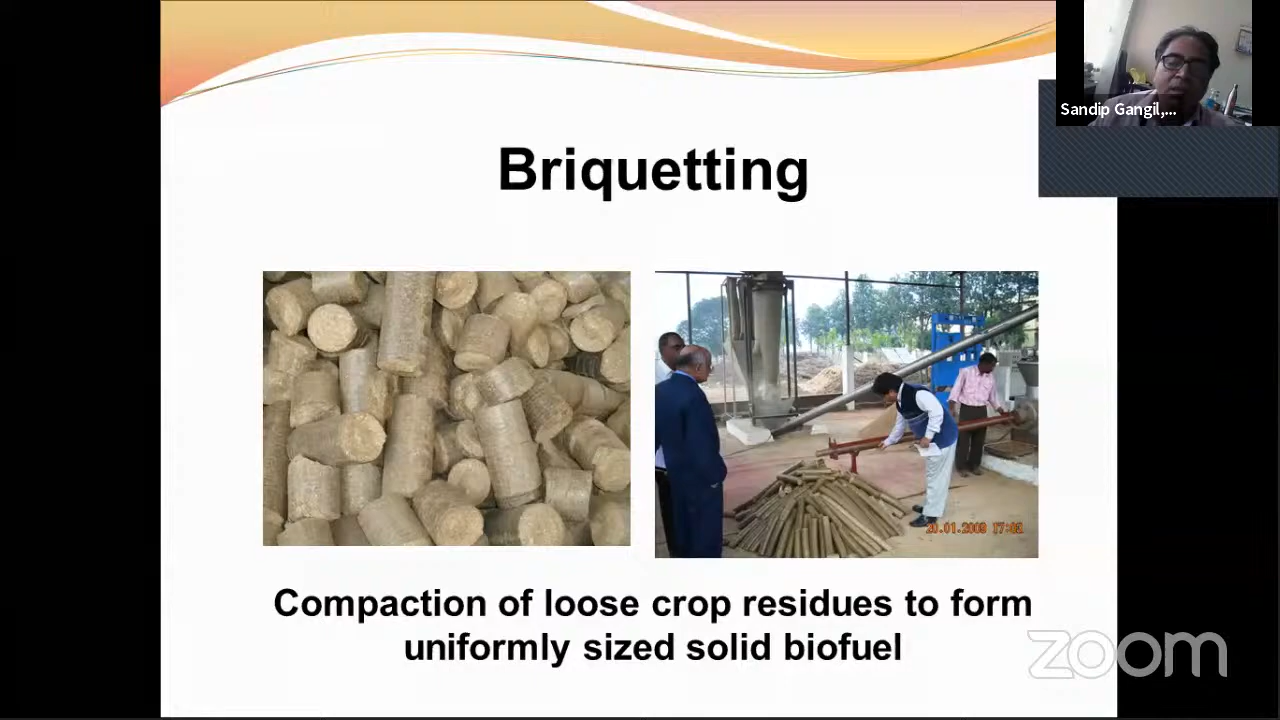 Sandip Gangil,...
Briquetting
20.01.2009 17:02
Compaction of loose crop residues to form
uniformly sized solid biofuel
zoom